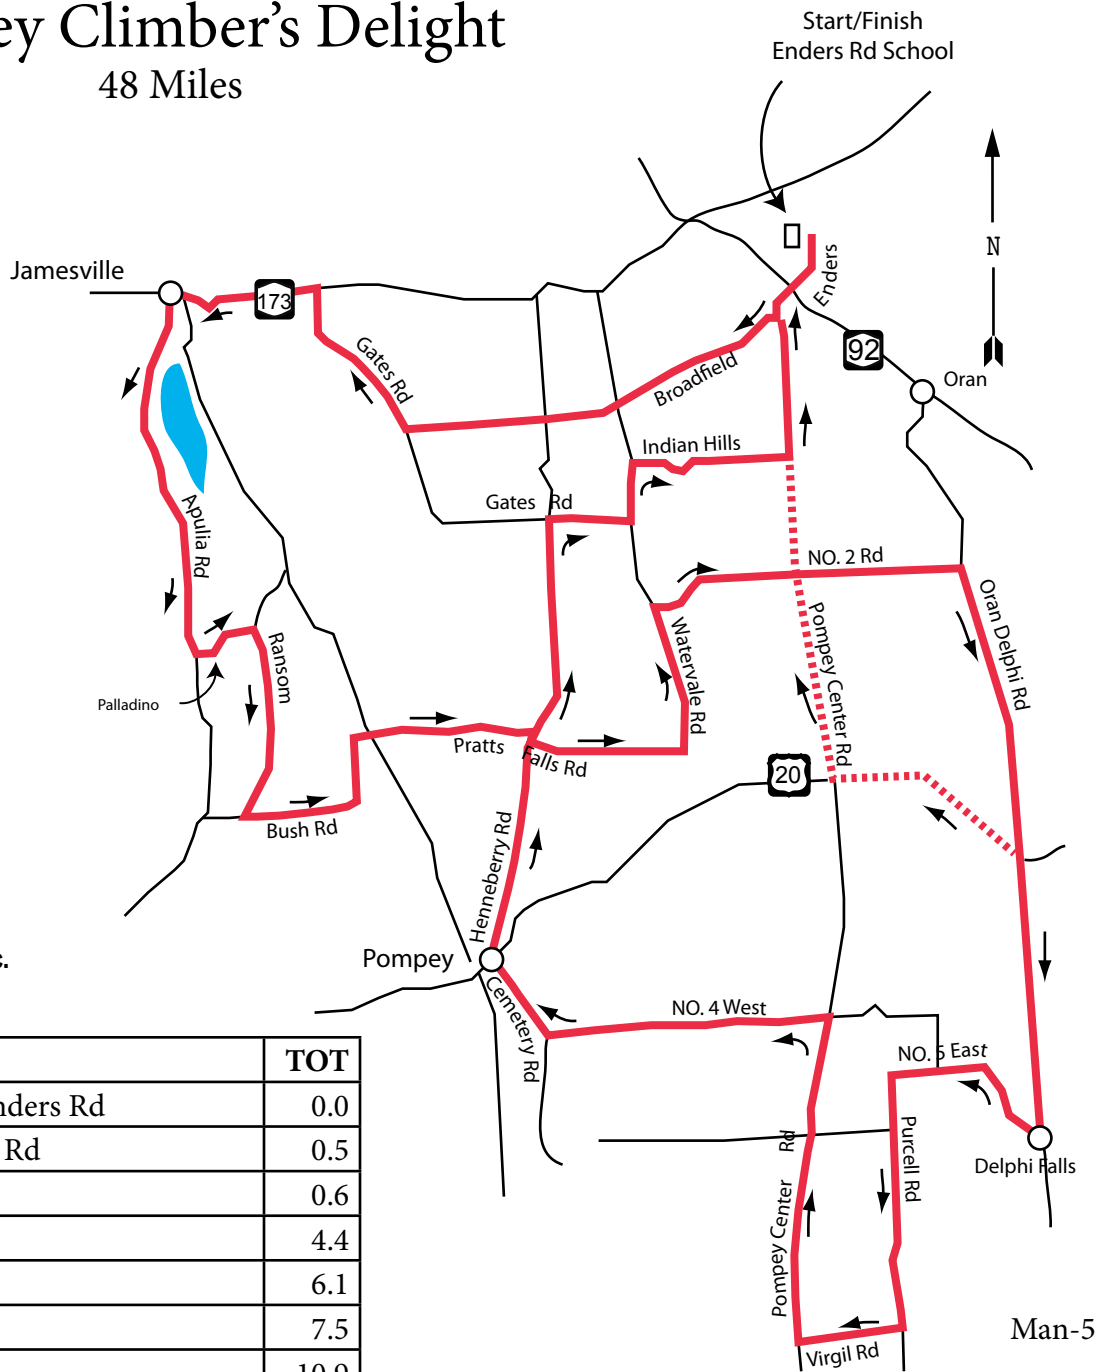 ey Climber's Delight
48 Miles
Start/Finish
Enders Rd School
N
Jamesville
173
Enders
92
Oran
Gates Rd
Broadfield
Indian Hills
Gates Rd
Apulia Rd
NO. 2 Rd
Oran Delphi Rd
Pompey Center Rd
Watervale Rd
Ransom
Palladino
Pratts Falls Rd
20
Bush Rd
Henneberry Rd
Pompey
Cemetery Rd
NO. 4 West
NO. 5 East
Purcell Rd
Delphi Falls
Pompey Center Rd
Virgil Rd
Man-5
TOT
nders Rd 0.0
Rd 0.5
0.6
4.4
6.1
7.5
10.9